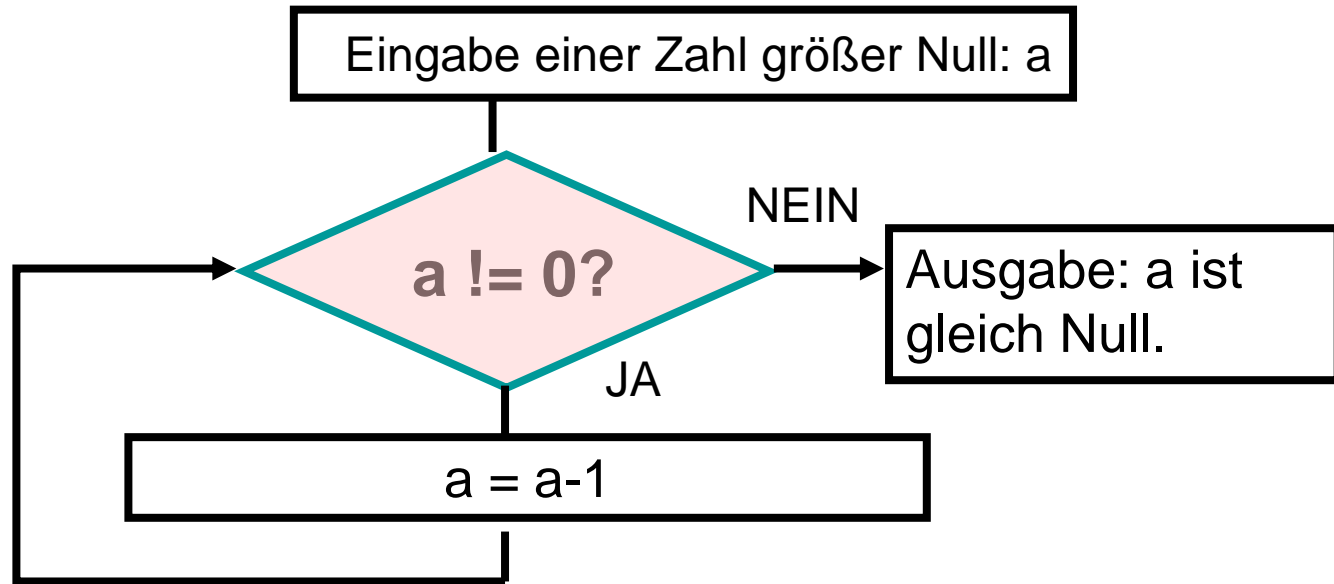 Eingabe einer Zahl größer Null: a
NEIN
a != 0?
Ausgabe: a ist
gleich Null.
JA
a = a-1